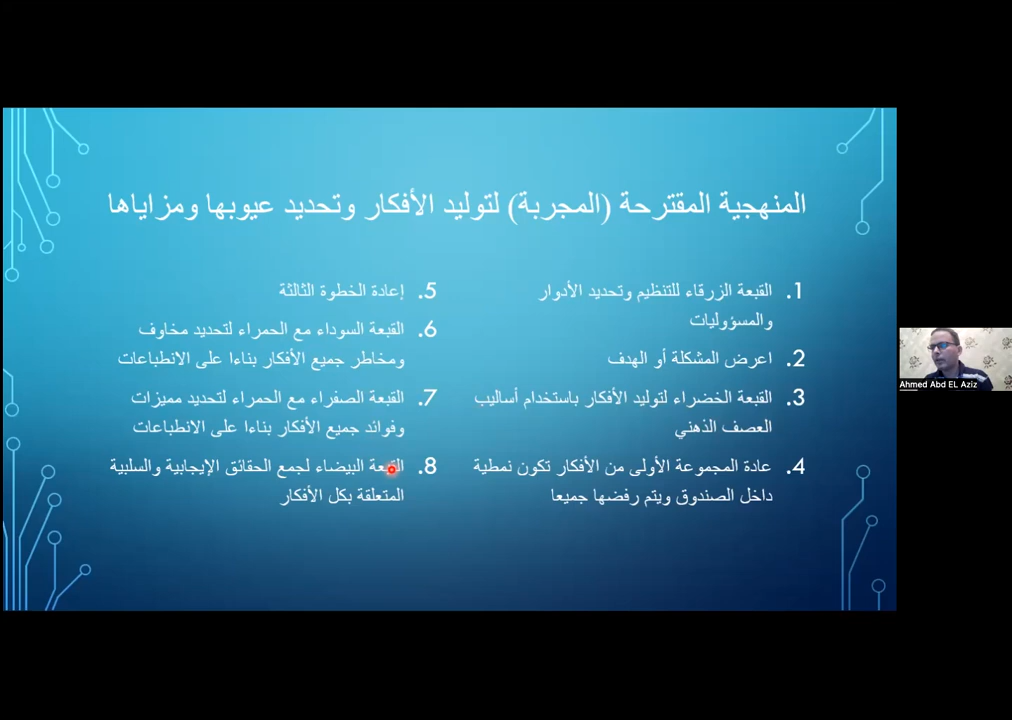 المنهجية المقترحة (المجربة) لتوليد الأفكار وتحديد عيوبها ومزاياها
1. القبعة الزرقاء للتنظيم وتحديد الأدوار
والمسؤوليات
2. اعرض المشكلة أو الهدف
3. القبعة الخضراء لتوليد الأفكار باستخدام أساليب
العصف الذهني
4. عادة المجموعة الأولى من الأفكار تكون نمطية
داخل الصندوق ويتم رفضها جميعا
5. إعادة الخطوة الثالثة
6. القبعة السوداء مع الحمراء لتحديد مخاوف
ومخاطر جميع الأفكار بناءا على الانطباعات
7. القبعة الصفراء مع الحمراء لتحديد مميزات
وفوائد جميع الأفكار بناءا على الانطباعات
8. القبعة البيضاء لجمع الحقائق الإيجابية والسلبية
المتعلقة بكل الأفكار
Ahmed Abd EL Aziz